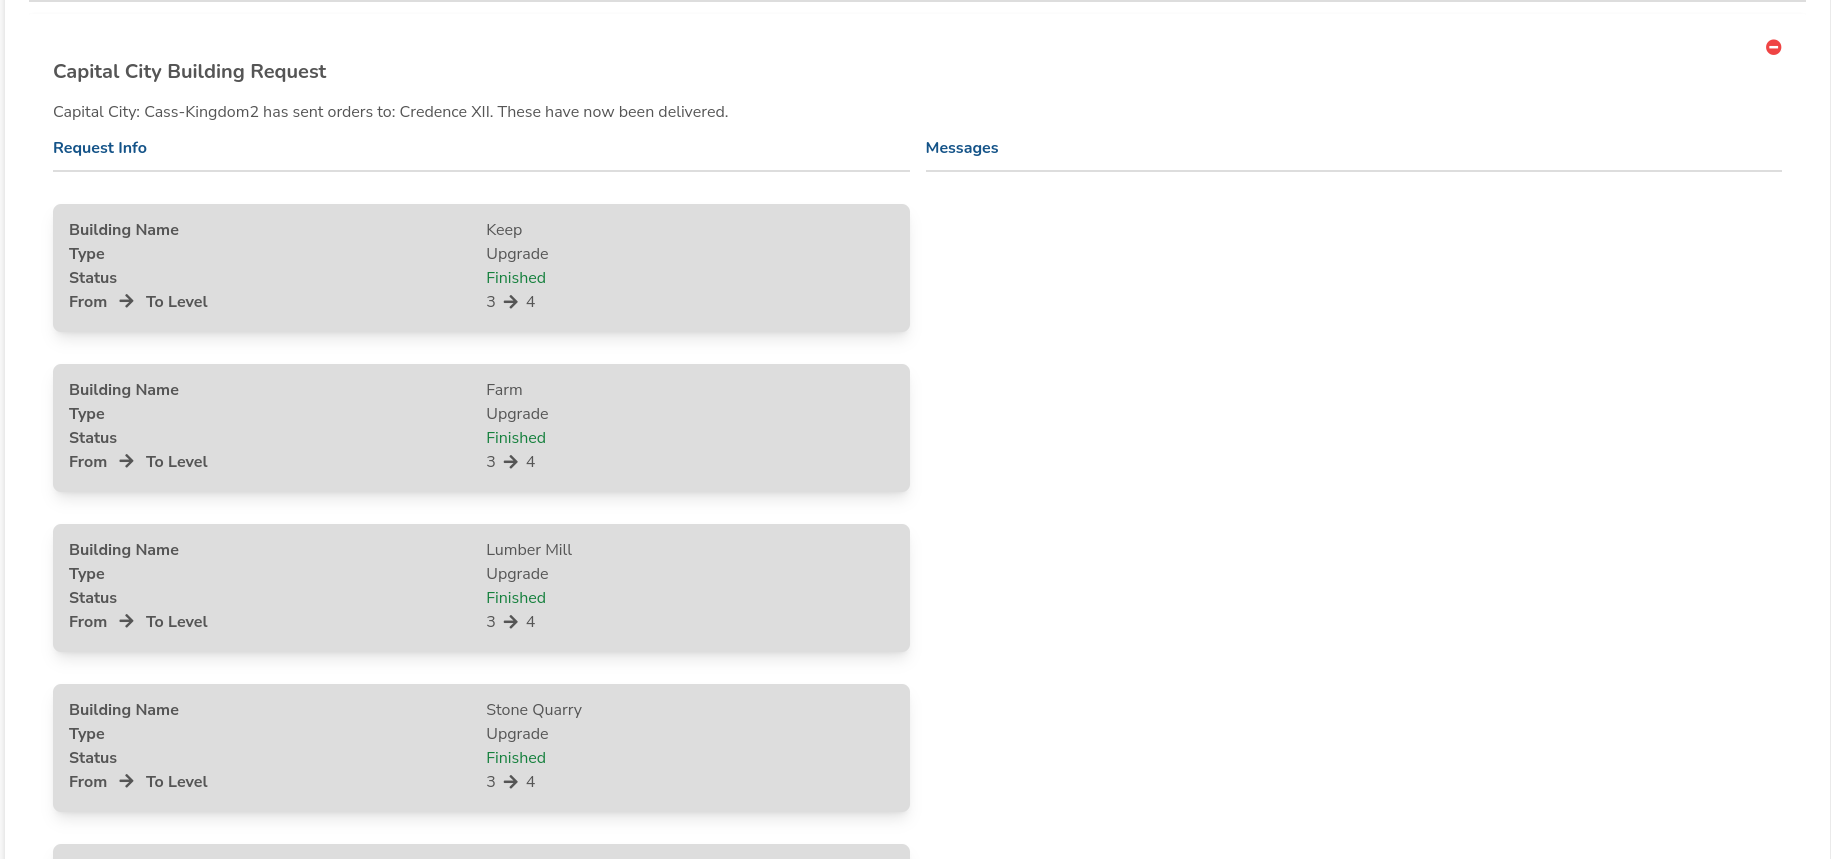 Capital City Building Request
Capital City: Cass-Kingdom2 has sent orders to: Credence XII. These have now been delivered.
Request Info
Messages
Building Name Keep
Type Upgrade
Status Finished
From → To Level 3 → 4
Building Name Farm
Type Upgrade
Status Finished
From → To Level 3 → 4
Building Name Lumber Mill
Type Upgrade
Status Finished
From → To Level 3 → 4
Building Name Stone Quarry
Type Upgrade
Status Finished
From → To Level 3 → 4